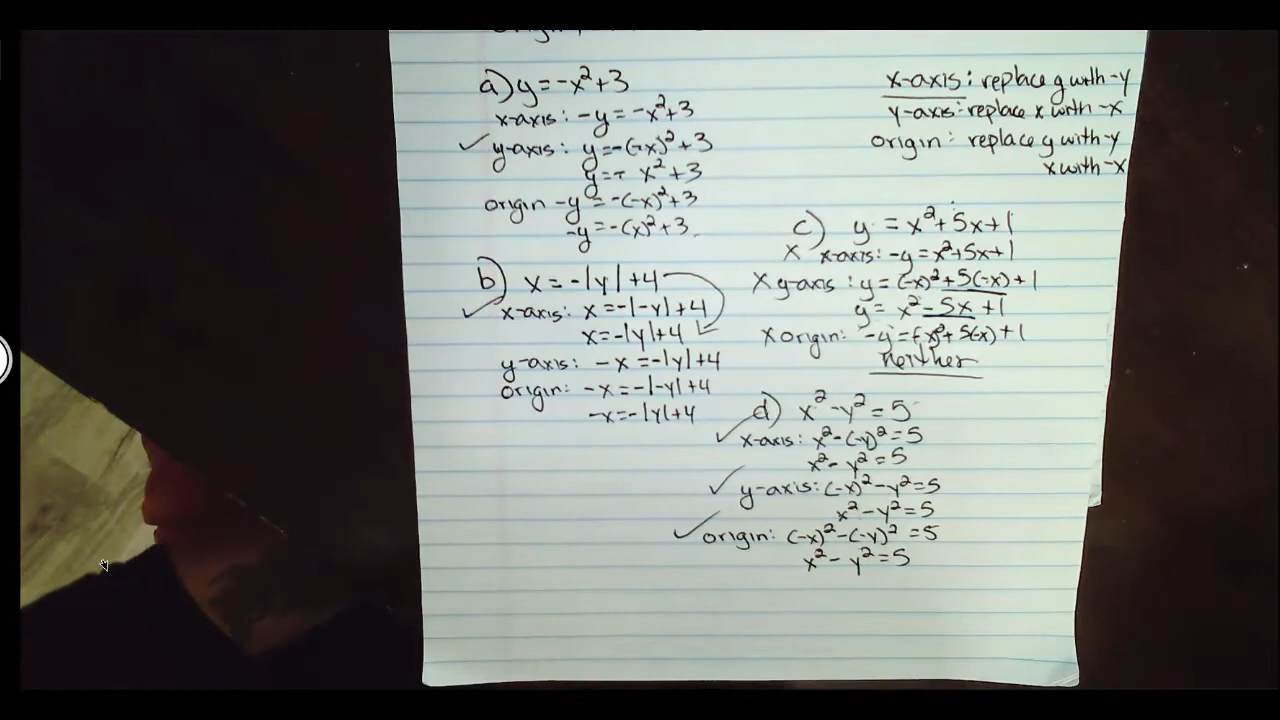 a) y = -x² + 3
x-axis: -y = -x² + 3
✓ y-axis: y = -(-x)² + 3
y = - x² + 3
origin -y = -(-x)² + 3
-y = -(x)² + 3
b) x = -|y| + 4
✓ x-axis: x = -|-y| + 4
x = -|y| + 4
y-axis: -x = -|y| + 4
origin: -x = -|-y| + 4
-x = -|y| + 4
x-axis: replace y with -y
y-axis: replace x with -x
origin: replace y with -y
x with -x
c) y = x² + 5x + 1
X x-axis: -y = x² + 5x + 1
X y-axis: y = (-x)² + 5(-x) + 1
y = x² - 5x + 1
X origin: -y = (-x)² + 5(-x) + 1
neither
d) x² - y² = 5
✓ x-axis: x² - (-y)² = 5
x² - y² = 5
✓ y-axis: (-x)² - y² = 5
x² - y² = 5
✓ origin: (-x)² - (-y)² = 5
x² - y² = 5